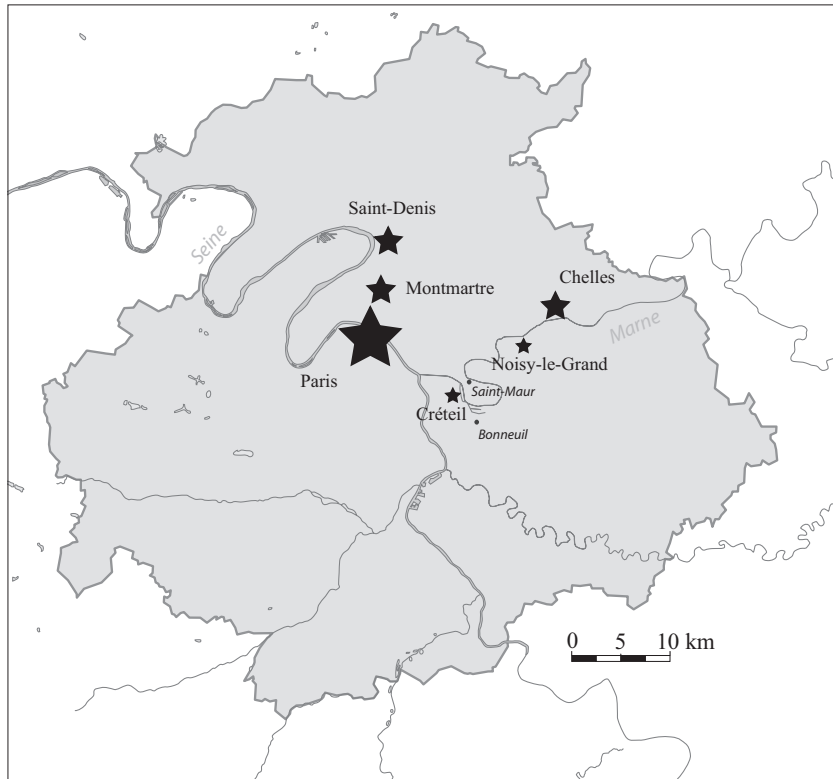 Saint-Denis
Seine
Montmartre
Chelles
Marne
Noisy-le-Grand
Paris
Saint-Maur
Créteil
Bonneuil
0 5 10 km